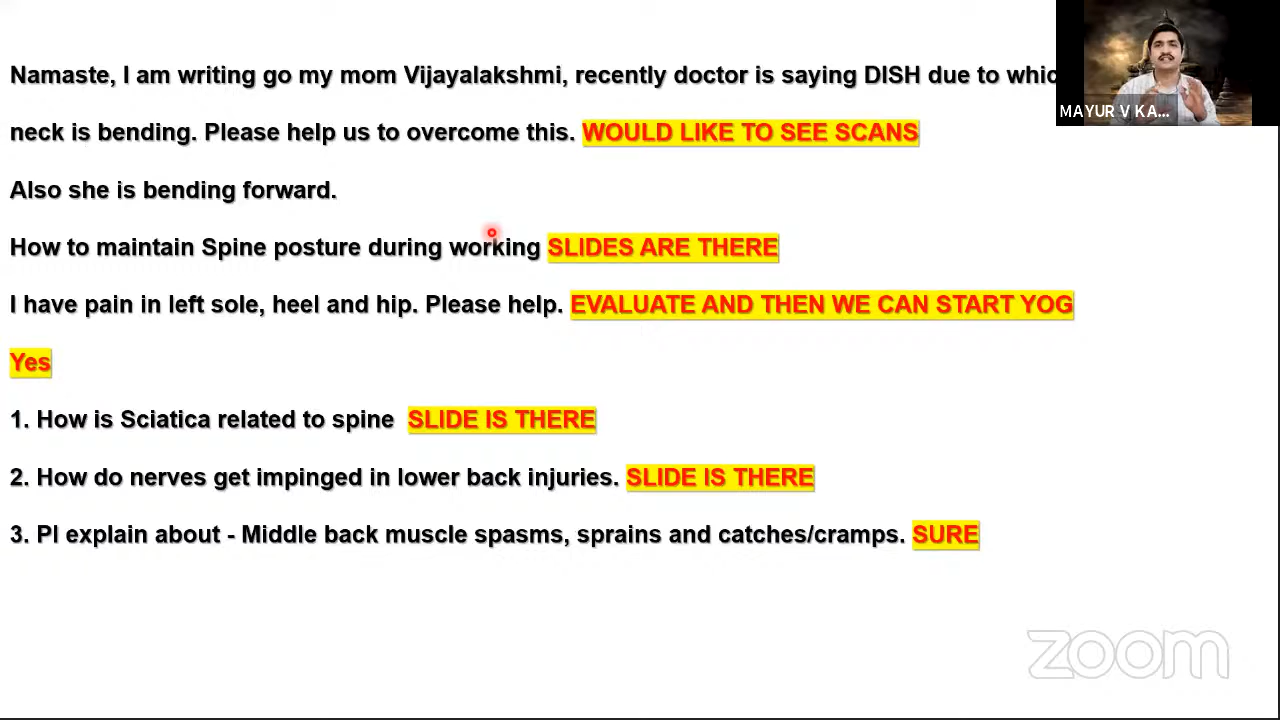 Namaste, I am writing go my mom Vijayalakshmi, recently doctor is saying DISH due to whic
MAYUR V KA...
neck is bending. Please help us to overcome this. WOULD LIKE TO SEE SCANS
Also she is bending forward.
How to maintain Spine posture during working SLIDES ARE THERE
I have pain in left sole, heel and hip. Please help. EVALUATE AND THEN WE CAN START YOG
Yes
1. How is Sciatica related to spine SLIDE IS THERE
2. How do nerves get impinged in lower back injuries. SLIDE IS THERE
3. Pl explain about - Middle back muscle spasms, sprains and catches/cramps. SURE
zoom